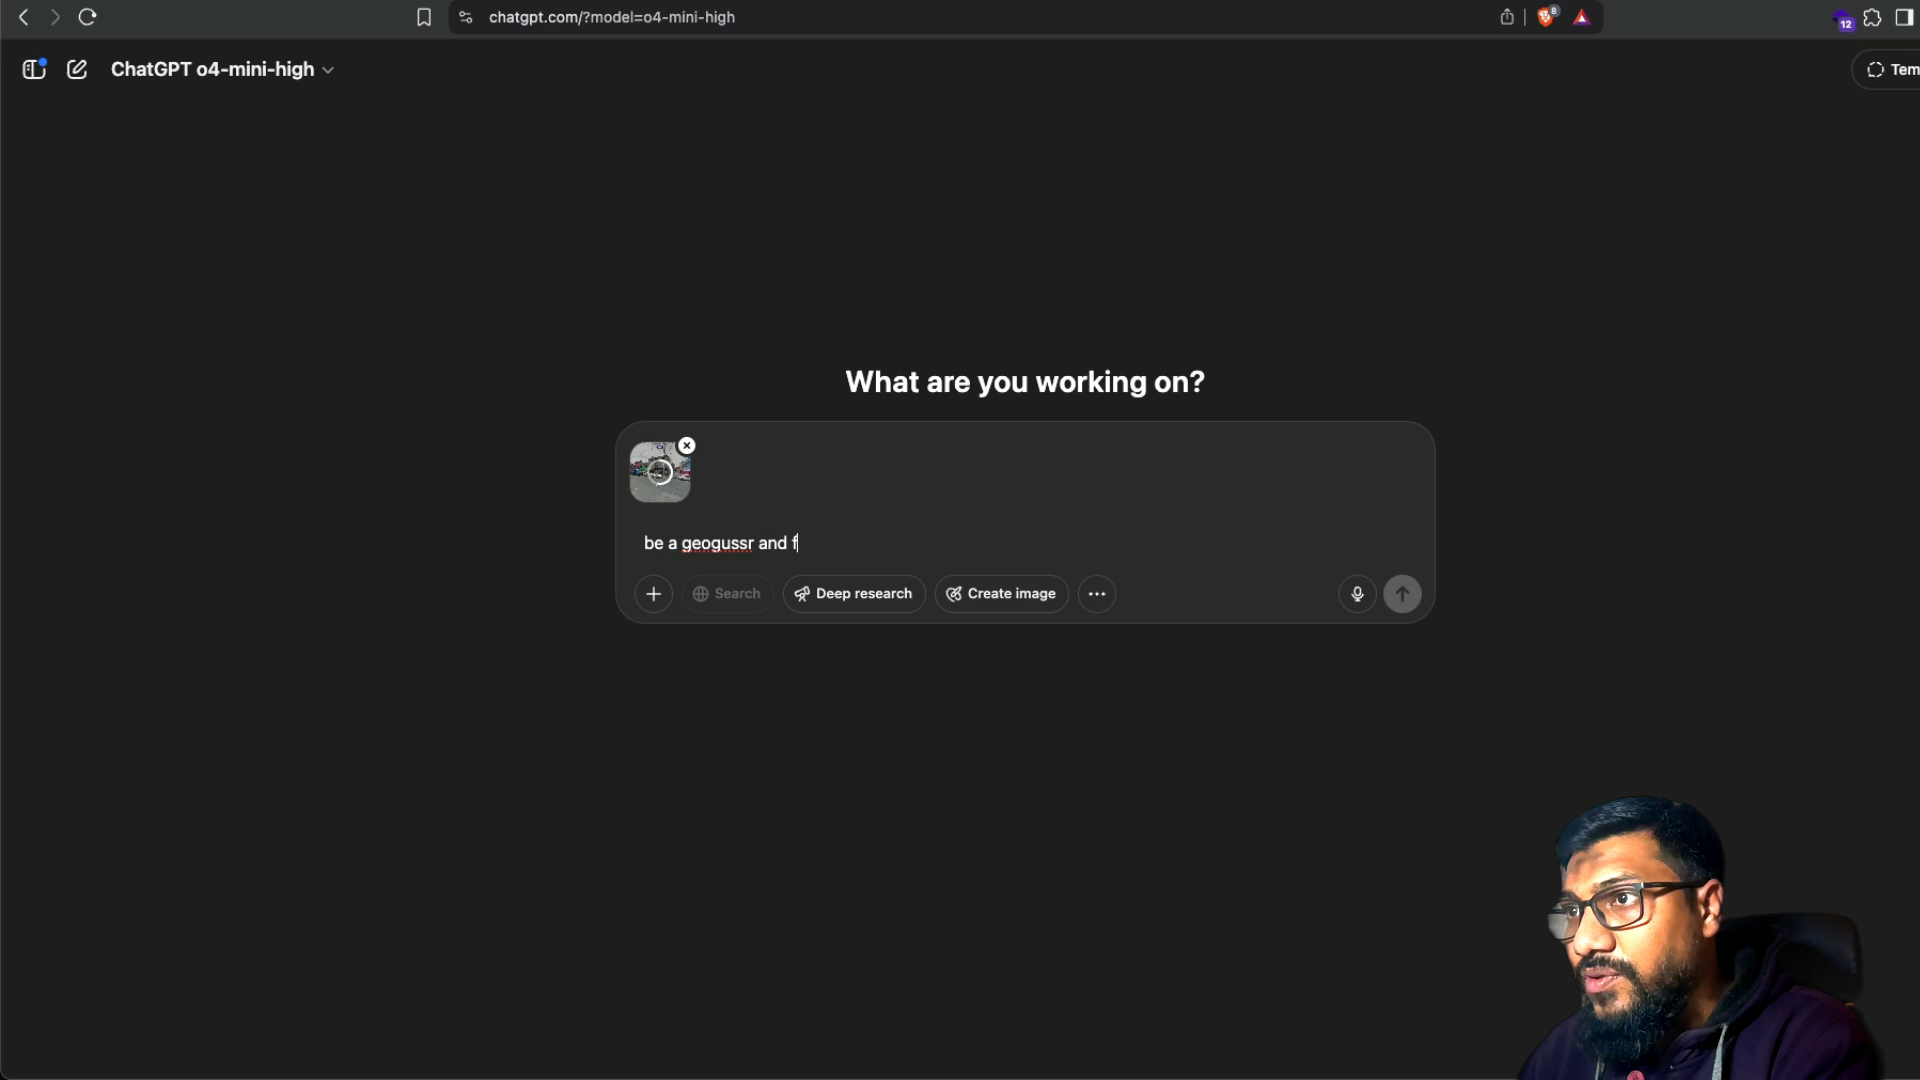 chatgpt.com/?model=o4-mini-high
8
12
ChatGPT o4-mini-high
Tem
What are you working on?
be a geogussr and f
Search
Deep research
Create image